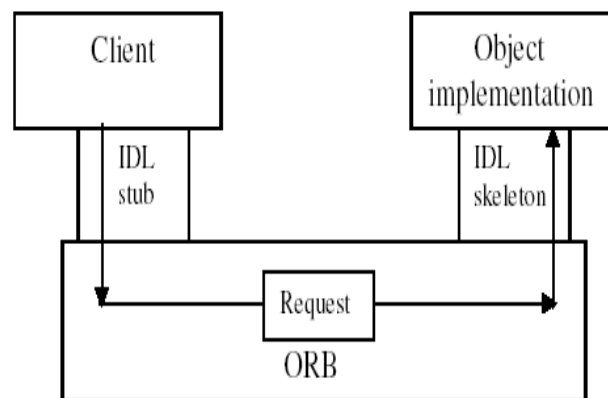 Client
Object
implementation
IDL
stub
IDL
skeleton
Request
ORB